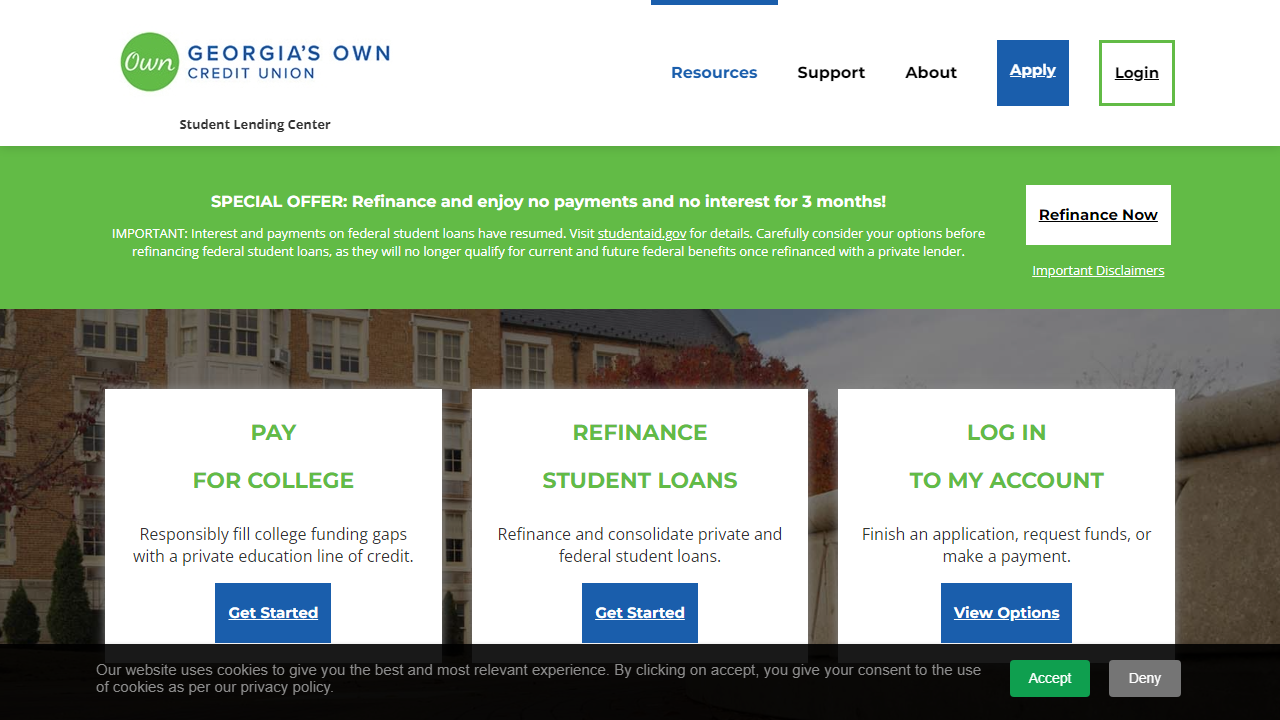 Own
GEORGIA'S OWN
CREDIT UNION
Student Lending Center
Resources
Support
About
Apply
Login
SPECIAL OFFER: Refinance and enjoy no payments and no interest for 3 months!
IMPORTANT: Interest and payments on federal student loans have resumed. Visit studentaid.gov for details. Carefully consider your options before
refinancing federal student loans, as they will no longer qualify for current and future federal benefits once refinanced with a private lender.
Refinance Now
Important Disclaimers
PAY
FOR COLLEGE
Responsibly fill college funding gaps
with a private education line of credit.
Get Started
REFINANCE
STUDENT LOANS
Refinance and consolidate private and
federal student loans.
Get Started
LOG IN
TO MY ACCOUNT
Finish an application, request funds, or
make a payment.
View Options
Our website uses cookies to give you the best and most relevant experience. By clicking on accept, you give your consent to the use
of cookies as per our privacy policy.
Accept
Deny